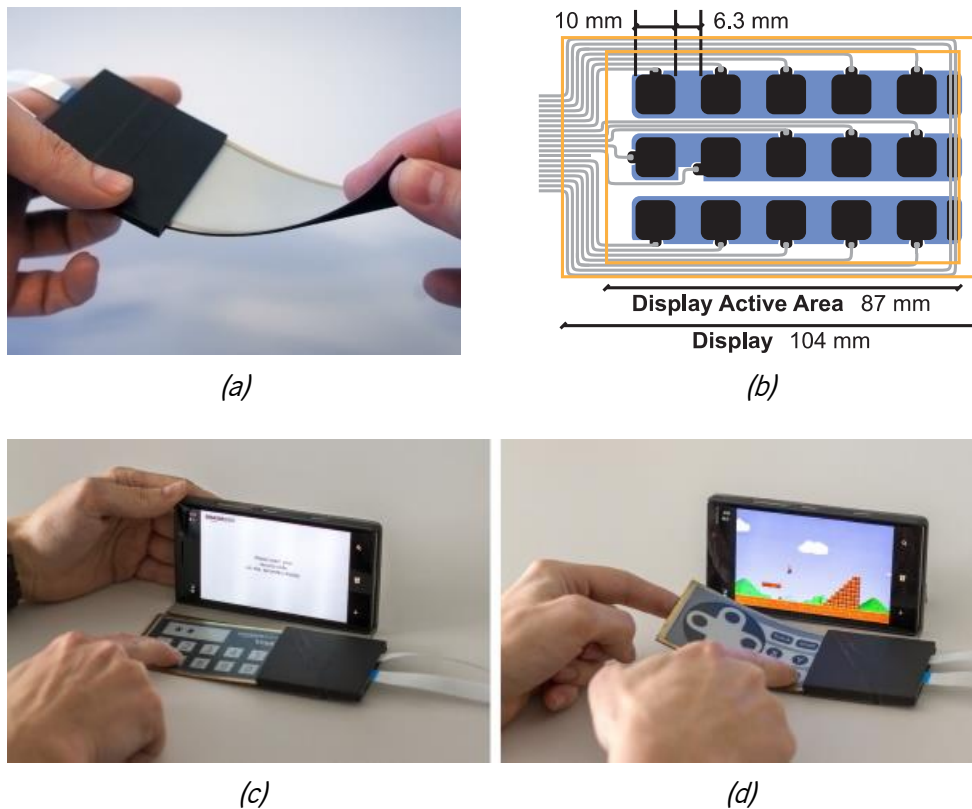 10 mm 6.3 mm
Display Active Area 87 mm
Display 104 mm
(a)
(b)
(c)
(d)